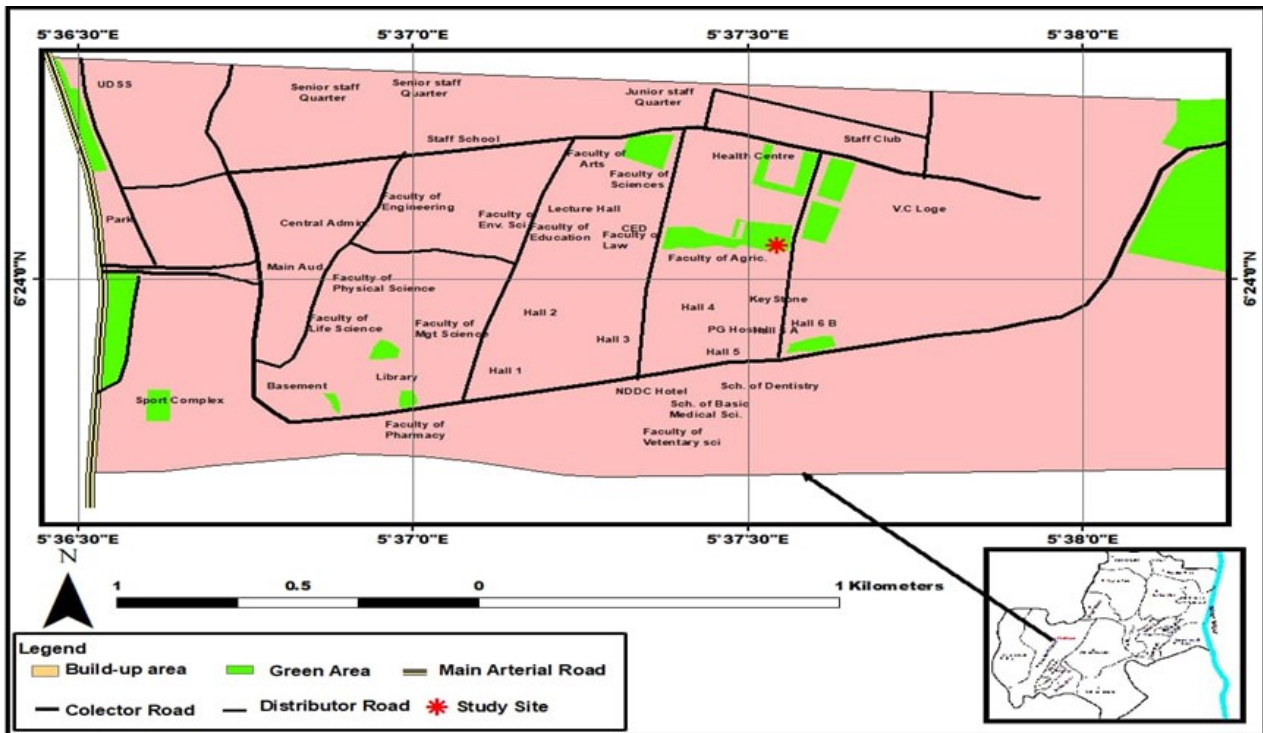 5°36'30"E
5°37'0"E
5°37'30"E
5°38'0"E
UDSS
Senior staff
Quarter
Senior staff
Quarter
Junior staff
Quarter
Staff School
Staff Club
Faculty of
Arts
Health Centre
Faculty of
Sciences
Faculty of
Engineering
Park
Central Admin.
Faculty of
Env. Sci
Lecture Hall
Faculty of
Education
CED
Faculty of
Law
V.C Loge
6°24'0"N
6°24'0"N
Main Aud.
Faculty of Agric.
Faculty of
Physical Science
Faculty of
Life Science
Faculty of
Mgt Science
Hall 2
Hall 4
KeyStone
PG Hostel
Hall 5 A
Hall 6 B
Hall 3
Hall 5
Hall 1
Basement
Library
Sport Complex
NDDC Hotel
Sch. of Dentistry
Sch. of Basic
Medical Sci.
Faculty of
Pharmacy
Faculty of
Vetentary sci
5°36'30"E
5°37'0"E
5°37'30"E
5°38'0"E
N
1 0.5 0 1 Kilometers
Legend
Build-up area
Green Area
Main Arterial Road
Colector Road
Distributor Road
Study Site